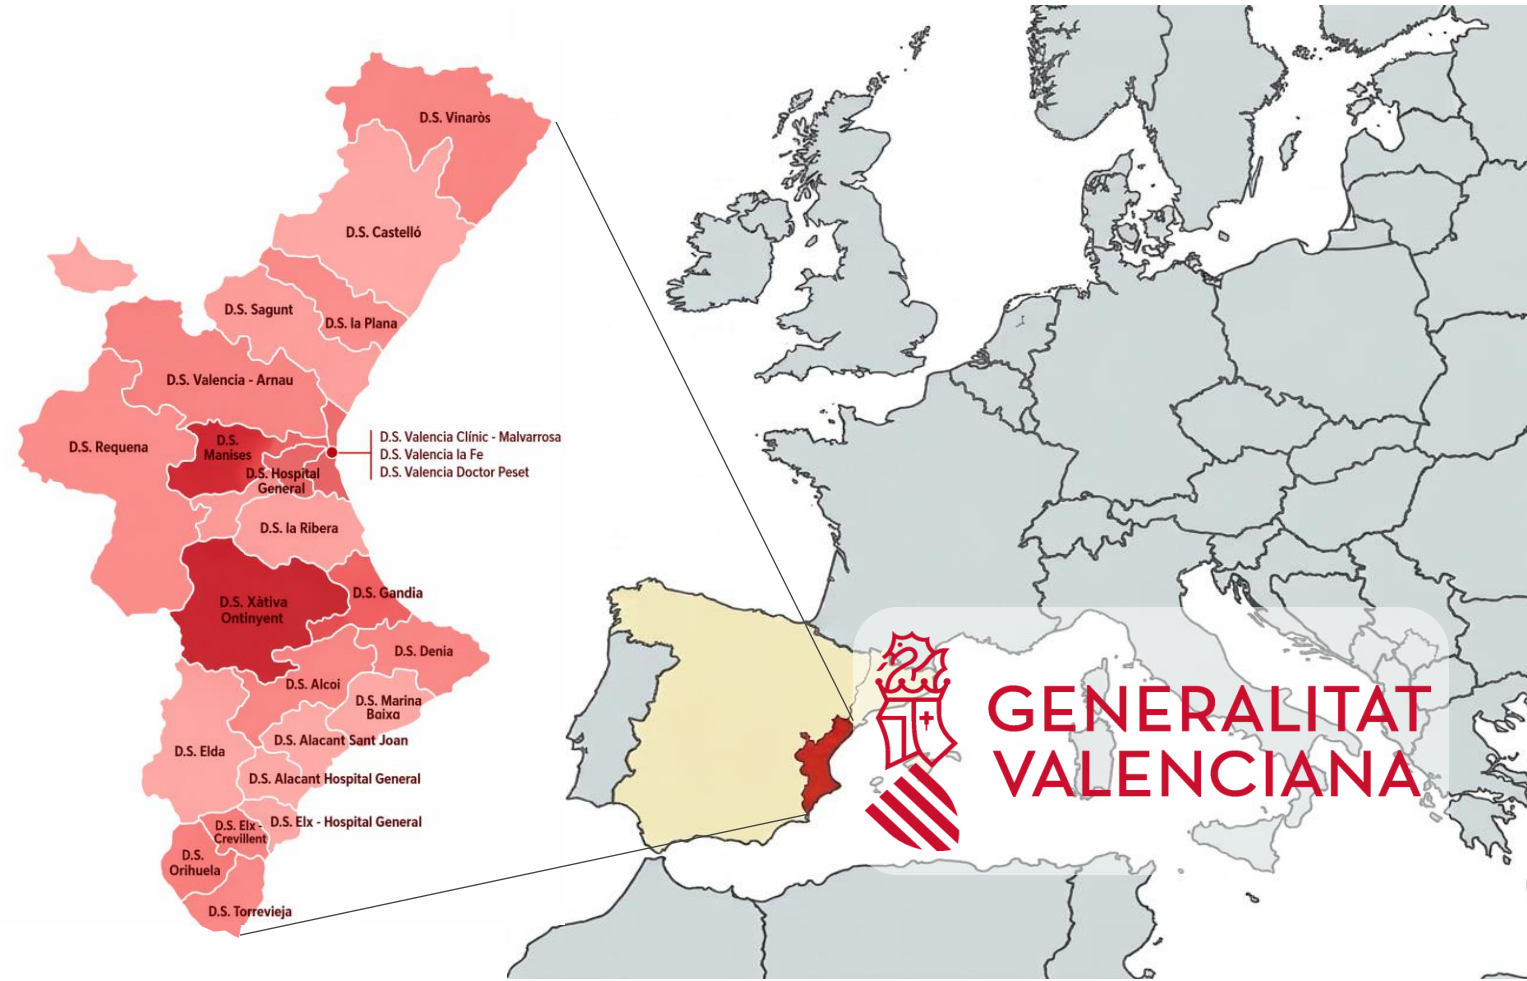 D.S. Vinaròs
D.S. Castelló
D.S. Sagunt
D.S. la Plana
D.S. Valencia - Arnau
D.S. Requena
D.S.
Manises
D.S. Valencia Clínic - Malvarrosa
D.S. Valencia la Fe
D.S. Valencia Doctor Peset
D.S. Hospital
General
D.S. la Ribera
D.S. Xàtiva
Ontinyent
D.S. Gandia
D.S. Denia
D.S. Alcoi
D.S. Marina
Baixa
D.S. Elda
D.S. Alacant Sant Joan
D.S. Alacant Hospital General
D.S. Elx -
Crevillent
D.S. Elx - Hospital General
D.S.
Orihuela
D.S. Torrevieja
GENERALITAT
VALENCIANA